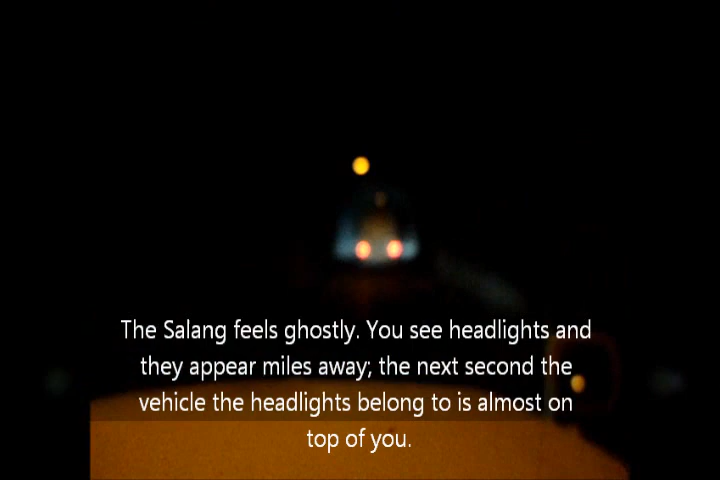 The Salang feels ghostly. You see headlights and
they appear miles away; the next second the
vehicle the headlights belong to is almost on
top of you.